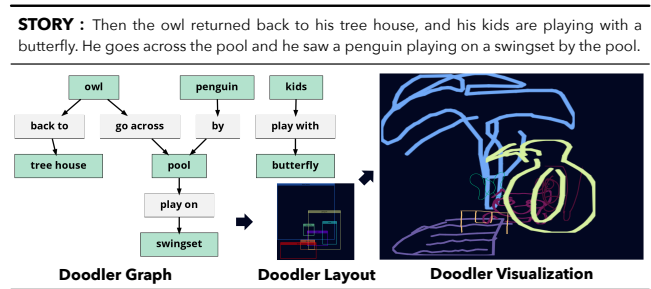 STORY : Then the owl returned back to his tree house, and his kids are playing with a
butterfly. He goes across the pool and he saw a penguin playing on a swingset by the pool.
owl
penguin
kids
back to
go across
by
play with
tree house
pool
butterfly
play on
swingset
Doodler Graph
Doodler Layout
Doodler Visualization